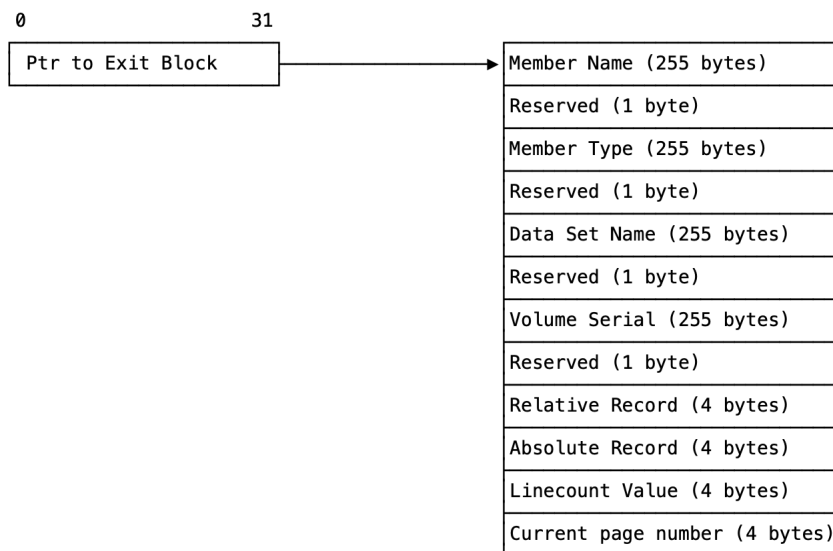 0 31
Ptr to Exit Block
Member Name (255 bytes)
Reserved (1 byte)
Member Type (255 bytes)
Reserved (1 byte)
Data Set Name (255 bytes)
Reserved (1 byte)
Volume Serial (255 bytes)
Reserved (1 byte)
Relative Record (4 bytes)
Absolute Record (4 bytes)
Linecount Value (4 bytes)
Current page number (4 bytes)